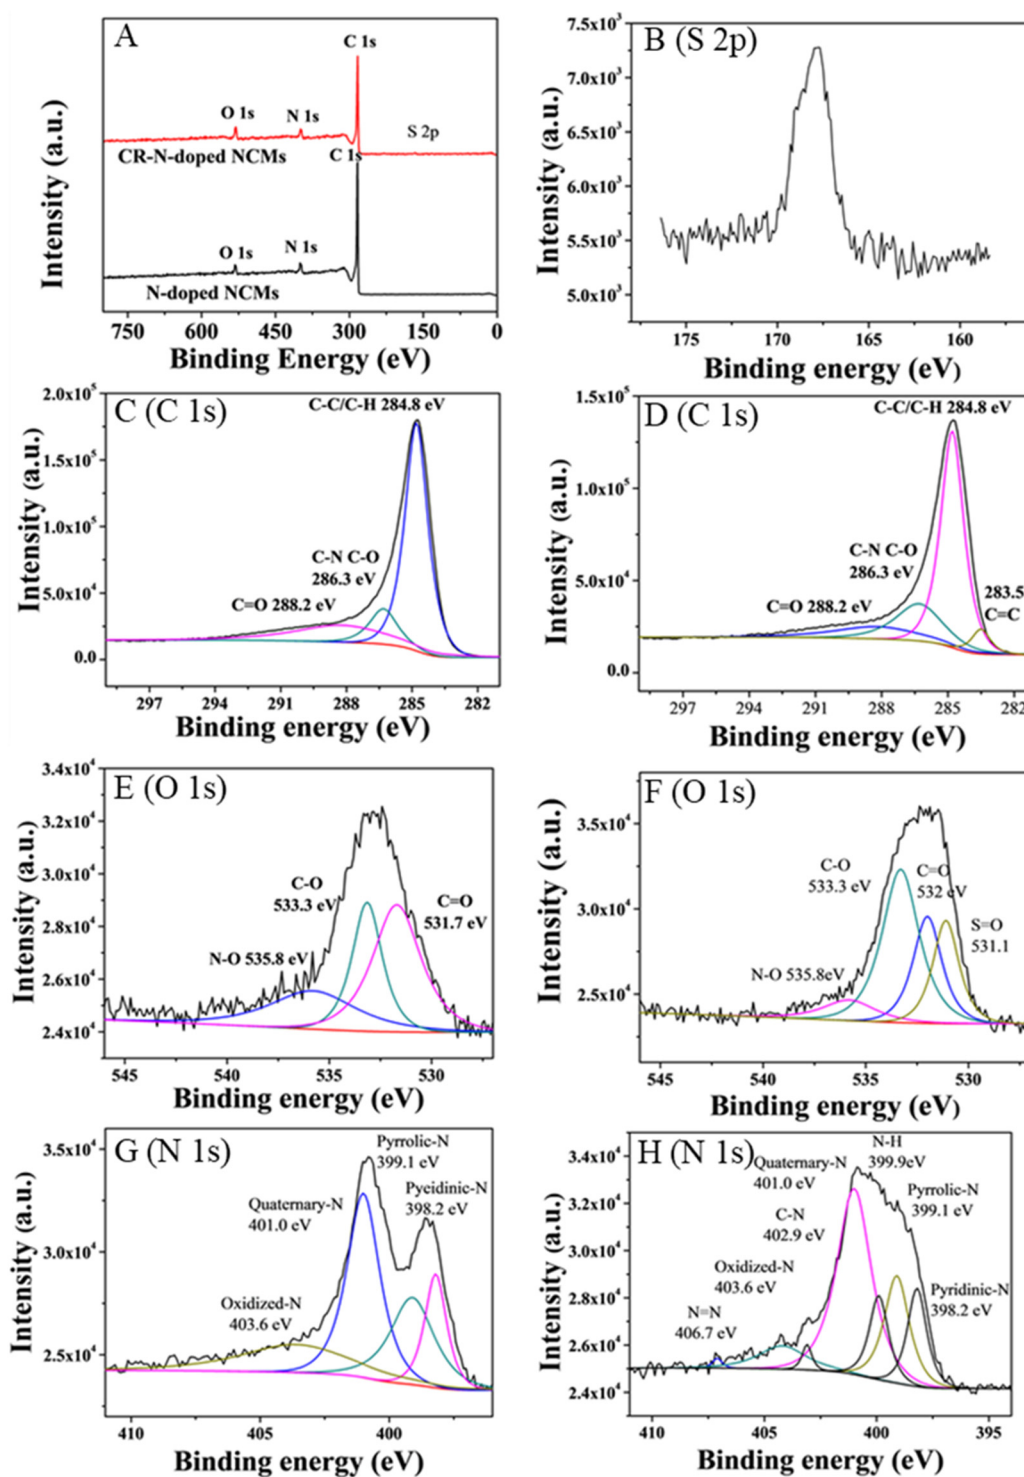 A
C 1s
O 1s
N 1s
S 2p
CR-N-doped NCMs
C 1s
O 1s
N 1s
N-doped NCMs
750 600 450 300 150 0
Binding Energy (eV)
Intensity (a.u.)
B (S 2p)
7.5x10³
7.0x10³
6.5x10³
6.0x10³
5.5x10³
5.0x10³
175 170 165 160
Binding energy (eV)
Intensity (a.u.)
C (C 1s)
C-C/C-H 284.8 eV
C-N C-O
286.3 eV
C=O 288.2 eV
2.0x10⁵
1.5x10⁵
1.0x10⁵
5.0x10⁴
0.0
297 294 291 288 285 282
Binding energy (eV)
Intensity (a.u.)
D (C 1s)
C-C/C-H 284.8 eV
C-N C-O
286.3 eV
C=O 288.2 eV
283.5
C=C
1.5x10⁵
1.0x10⁵
5.0x10⁴
0.0
297 294 291 288 285 282
Binding energy (eV)
Intensity (a.u.)
E (O 1s)
C-O
533.3 eV
C=O
531.7 eV
N-O 535.8 eV
3.4x10⁴
3.2x10⁴
3.0x10⁴
2.8x10⁴
2.6x10⁴
2.4x10⁴
545 540 535 530
Binding energy (eV)
Intensity (a.u.)
F (O 1s)
C-O
533.3 eV
C=O
532 eV
S=O
531.1
N-O 535.8eV
3.5x10⁴
3.0x10⁴
2.5x10⁴
545 540 535 530
Binding energy (eV)
Intensity (a.u.)
G (N 1s)
Pyrrolic-N
399.1 eV
Quaternary-N
401.0 eV
Pyeidinic-N
398.2 eV
Oxidized-N
403.6 eV
3.5x10⁴
3.0x10⁴
2.5x10⁴
410 405 400
Binding energy (eV)
Intensity (a.u.)
H (N 1s)
N-H
399.9eV
Quaternary-N
401.0 eV
Pyrrolic-N
399.1 eV
C-N
402.9 eV
Oxidized-N
403.6 eV
Pyridinic-N
398.2 eV
N=N
406.7 eV
3.4x10⁴
3.2x10⁴
3.0x10⁴
2.8x10⁴
2.6x10⁴
2.4x10⁴
410 405 400 395
Binding energy (eV)
Intensity (a.u.)